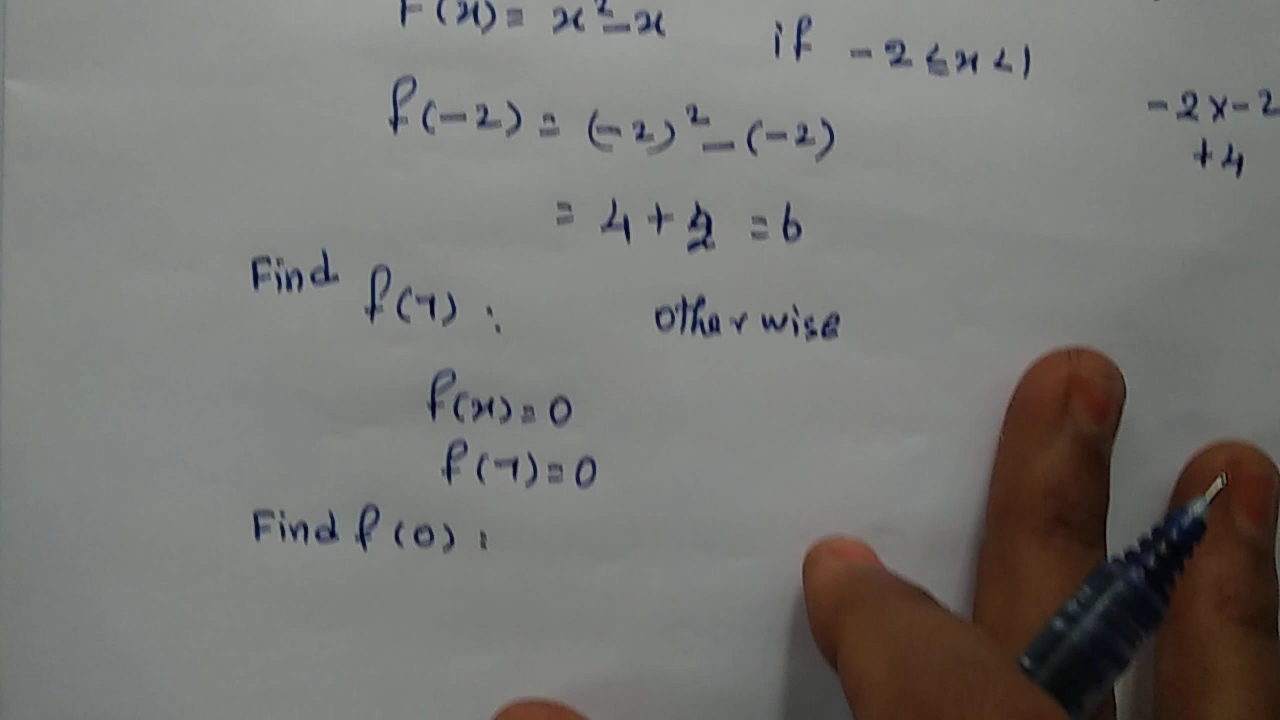 f(x) = x² - x if -2 ≤ x < 1
f(-2) = (-2)² - (-2)
-2x-2
+4
= 4 + 2 = 6
Find f(7) : otherwise
f(x) = 0
f(7) = 0
Find f(0) :